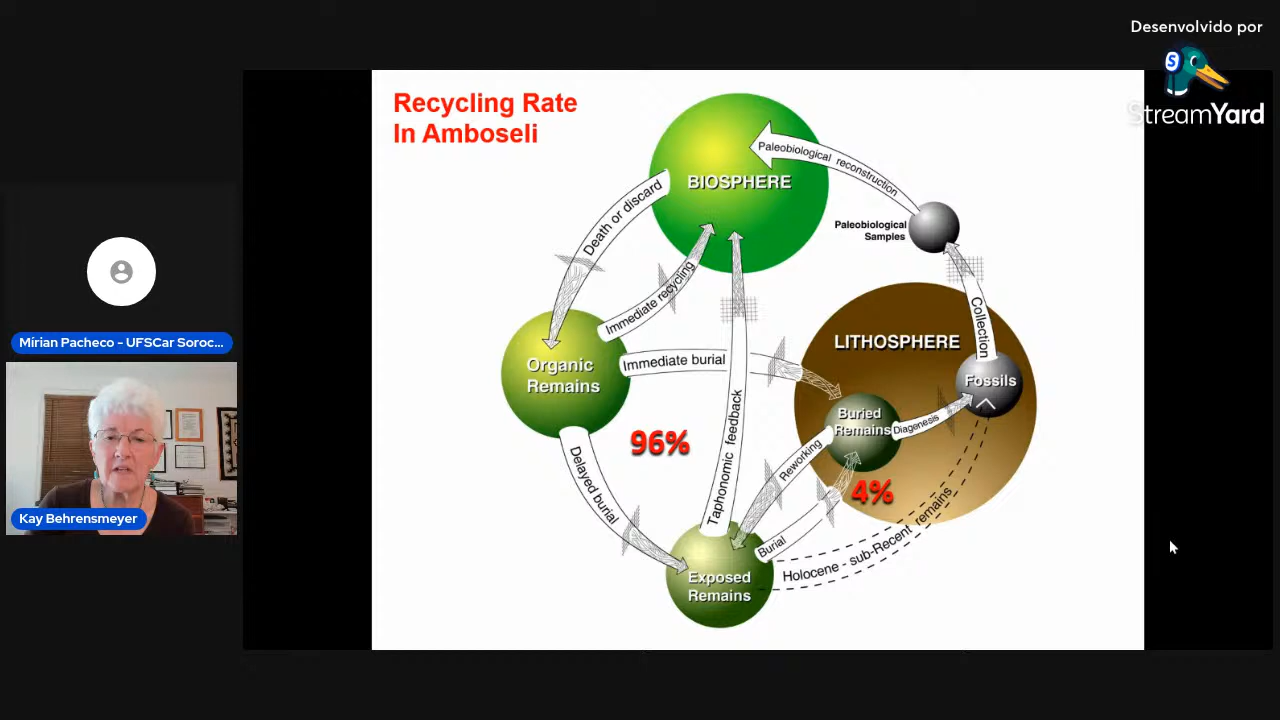 Desenvolvido por
StreamYard
Recycling Rate
In Amboseli
BIOSPHERE
Paleobiological reconstruction
Death or discard
Paleobiological
Samples
Immediate recycling
Collection
LITHOSPHERE
Organic
Remains
Immediate burial
Fossils
Buried
Remains
Diagenesis
96%
Taphonomic feedback
Reworking
4%
Delayed burial
Burial
Holocene - sub-Recent remains
Exposed
Remains
Mírian Pacheco - UFSCar Soroc...
Kay Behrensmeyer